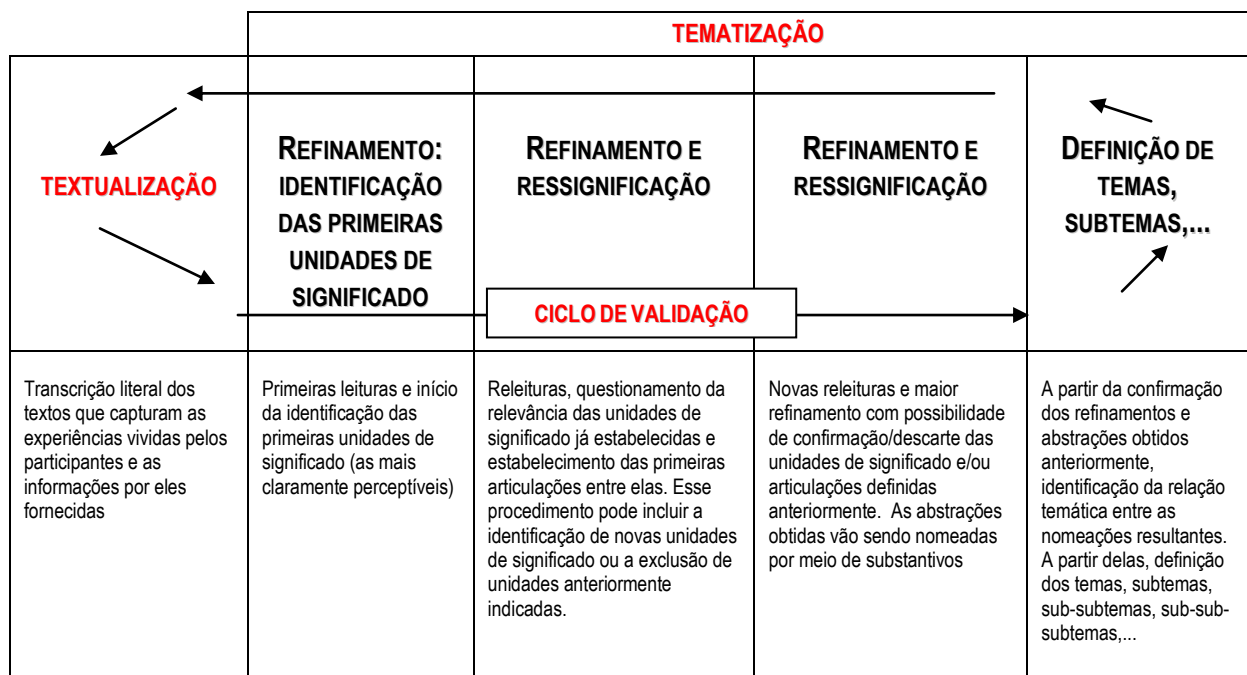 TEMATIZAÇÃO
TEXTUALIZAÇÃO
REFINAMENTO:
IDENTIFICAÇÃO
DAS PRIMEIRAS
UNIDADES DE
SIGNIFICADO
REFINAMENTO E
RESSIGNIFICAÇÃO
REFINAMENTO E
RESSIGNIFICAÇÃO
DEFINIÇÃO DE
TEMAS,
SUBTEMAS,...
CICLO DE VALIDAÇÃO
Transcrição literal dos
textos que capturam as
experiências vividas pelos
participantes e as
informações por eles
fornecidas
Primeiras leituras e início
da identificação das
primeiras unidades de
significado (as mais
claramente perceptíveis)
Releituras, questionamento da
relevância das unidades de
significado já estabelecidas e
estabelecimento das primeiras
articulações entre elas. Esse
procedimento pode incluir a
identificação de novas unidades
de significado ou a exclusão de
unidades anteriormente
indicadas.
Novas releituras e maior
refinamento com possibilidade
de confirmação/descarte das
unidades de significado e/ou
articulações definidas
anteriormente. As abstrações
obtidas vão sendo nomeadas
por meio de substantivos
A partir da confirmação
dos refinamentos e
abstrações obtidos
anteriormente,
identificação da relação
temática entre as
nomeações resultantes.
A partir delas, definição
dos temas, subtemas,
sub-subtemas, sub-sub-
subtemas,...